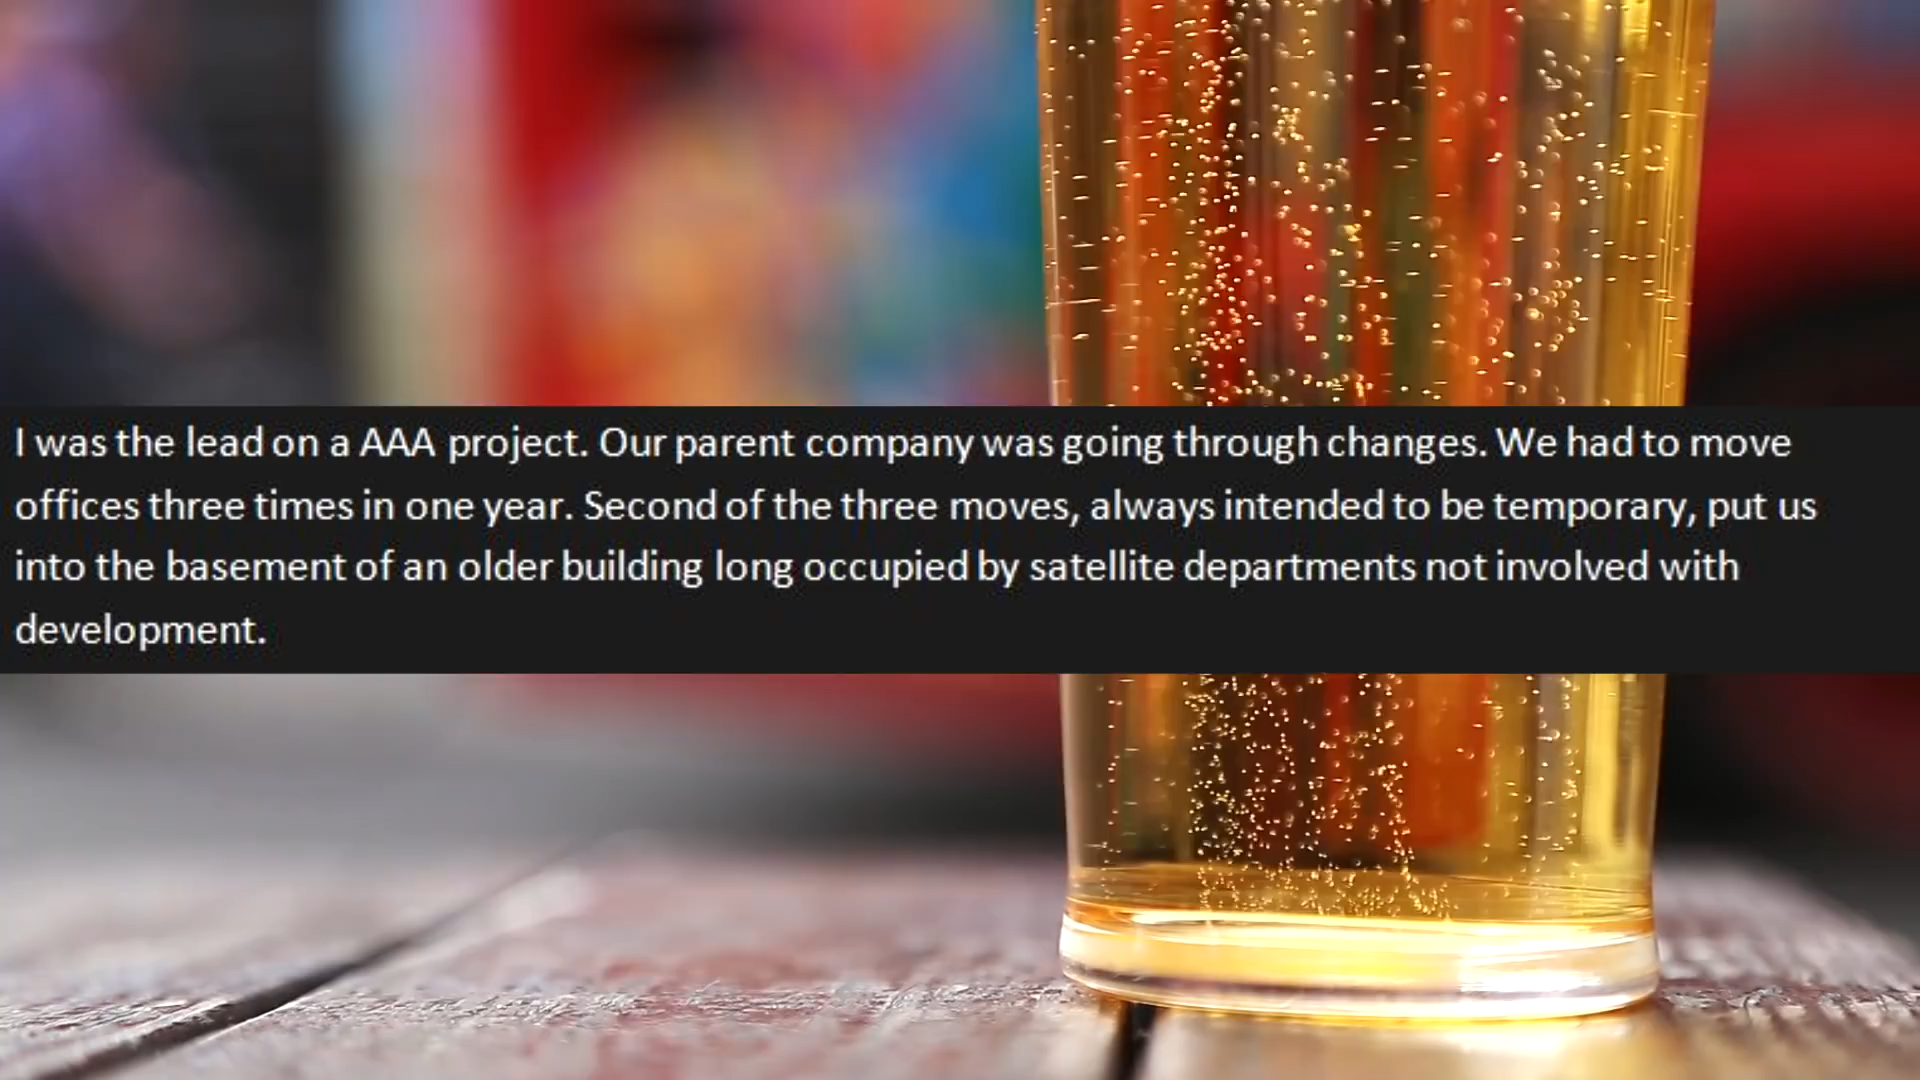 I was the lead on a AAA project. Our parent company was going through changes. We had to move
offices three times in one year. Second of the three moves, always intended to be temporary, put us
into the basement of an older building long occupied by satellite departments not involved with
development.